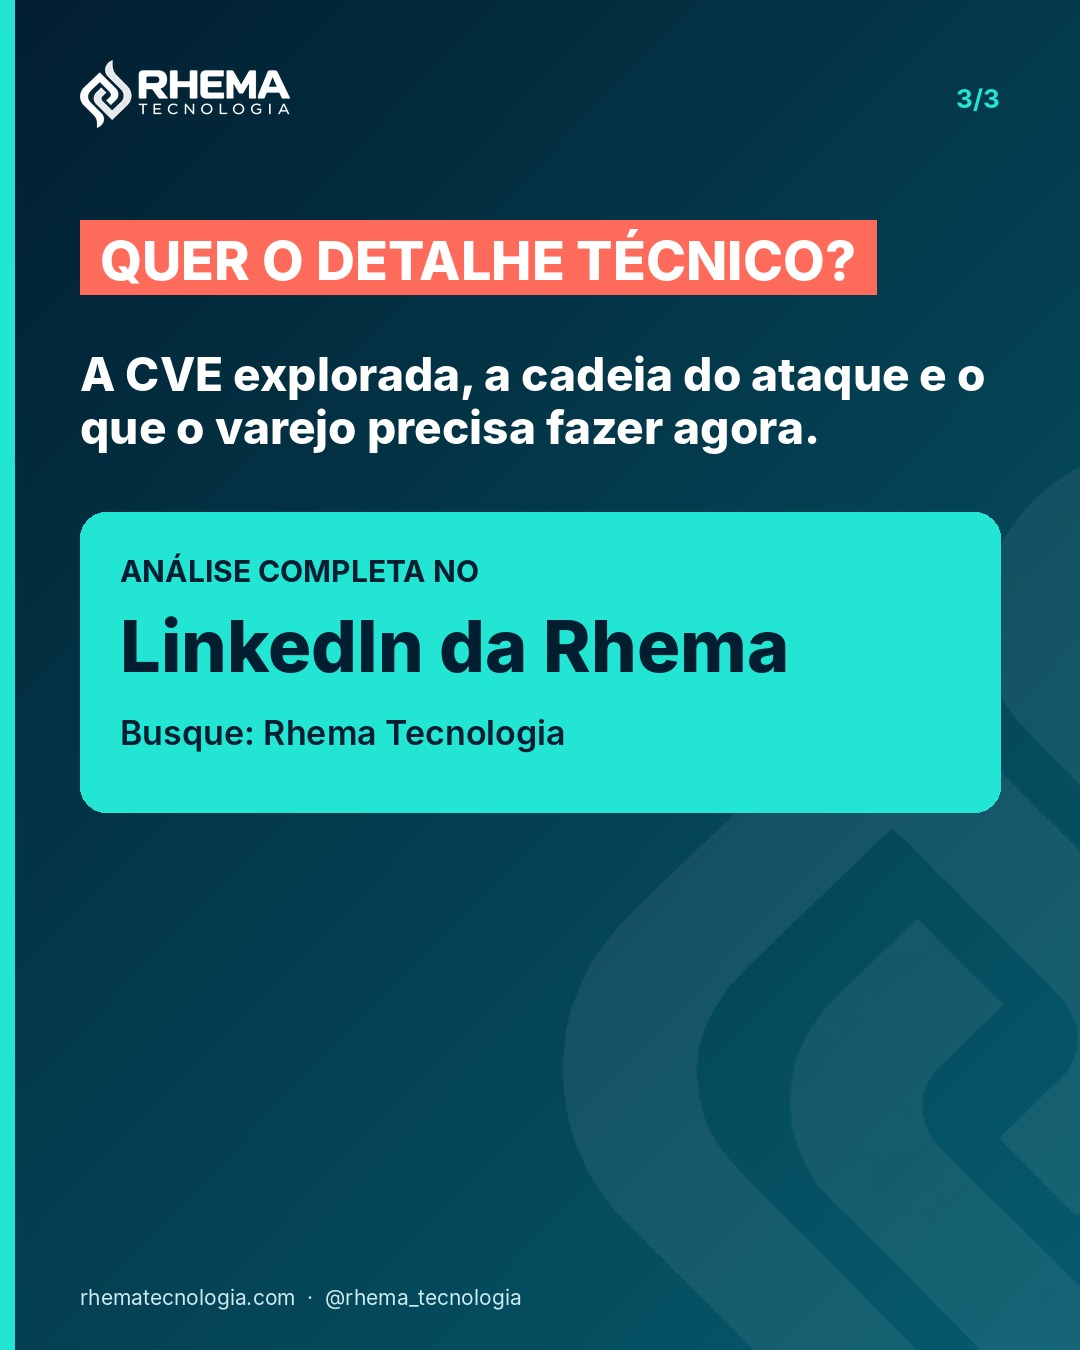 RHEMA
TECNOLOGIA
3/3
QUER O DETALHE TÉCNICO?
A CVE explorada, a cadeia do ataque e o
que o varejo precisa fazer agora.
ANÁLISE COMPLETA NO
LinkedIn da Rhema
Busque: Rhema Tecnologia
rhematecnologia.com · @rhema_tecnologia